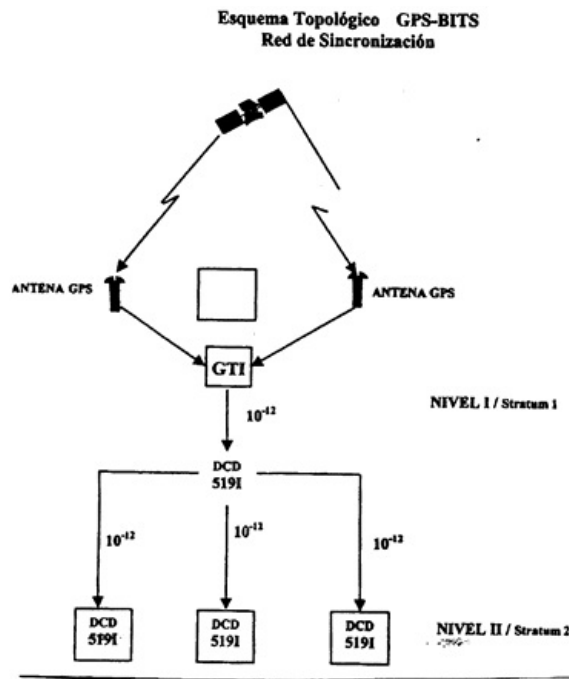 Esquema Topológico GPS-BITS
Red de Sincronización
ANTENA GPS
ANTENA GPS
GTI
NIVEL I / Stratum 1
10⁻¹²
DCD
519I
10⁻¹²
10⁻¹²
10⁻¹²
DCD
519I
DCD
519I
DCD
519I
NIVEL II / Stratum 2